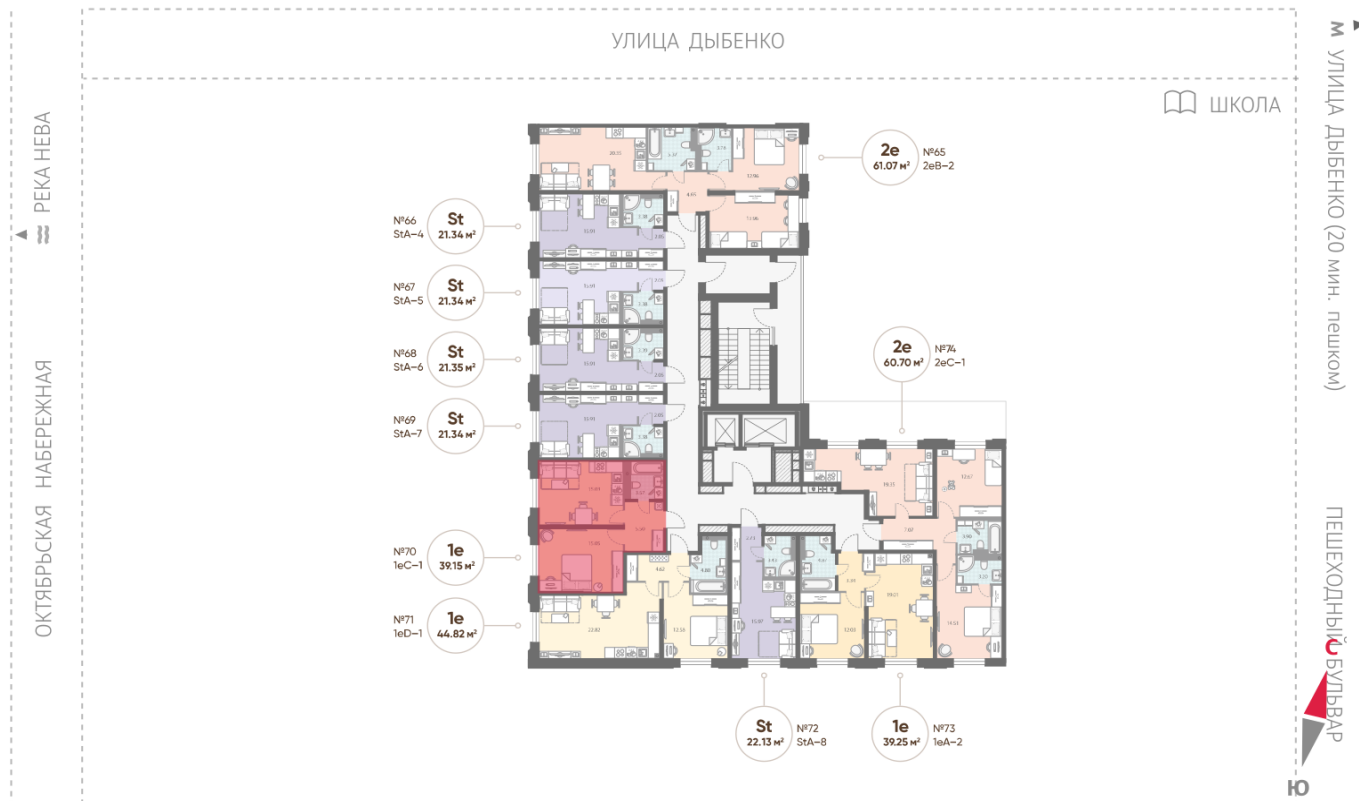 УЛИЦА ДЫБЕНКО
ШКОЛА
М УЛИЦА ДЫБЕНКО (20 мин. пешком)
ПЕШЕХОДНЫЙ БУЛЬВАР
РЕКА НЕВА
ОКТЯБРЬСКАЯ НАБЕРЕЖНАЯ
2е
61.07 м²
№65
2еВ–2
№66
StA–4
St
21.34 м²
№67
StA–5
St
21.34 м²
№68
StA–6
St
21.35 м²
№69
StA–7
St
21.34 м²
2е
60.70 м²
№74
2еС–1
№70
1еС–1
1е
39.15 м²
№71
1еD–1
1е
44.82 м²
St
22.13 м²
№72
StA–8
1е
39.25 м²
№73
1еА–2
С
Ю